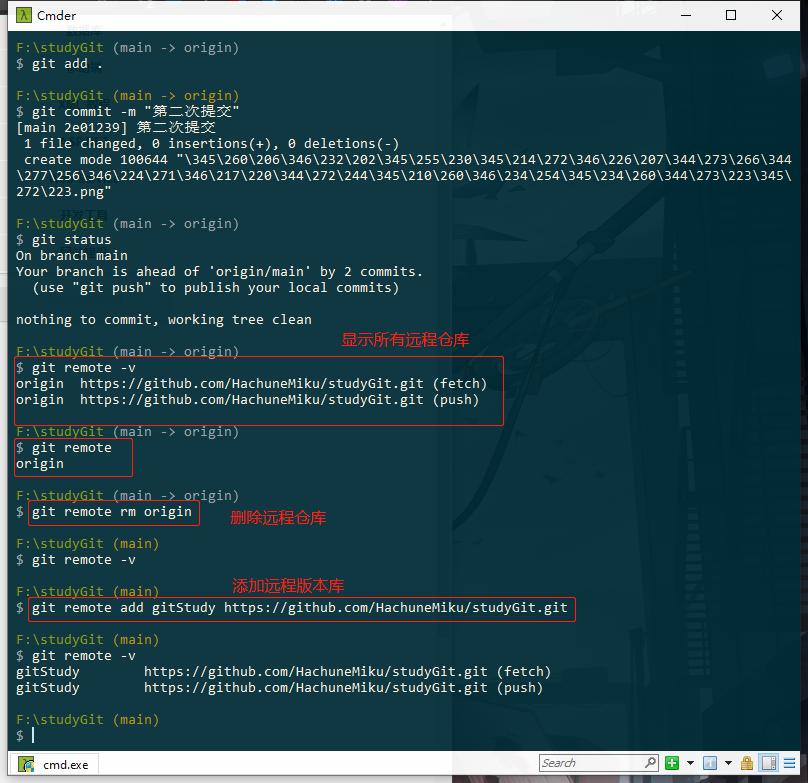 Cmder
F:\studyGit (main -> origin)
$ git add .
F:\studyGit (main -> origin)
$ git commit -m "第二次提交"
[main 2e01239] 第二次提交
 1 file changed, 0 insertions(+), 0 deletions(-)
 create mode 100644 "\345\260\206\346\232\202\345\255\230\345\214\272\346\226\207\344\273\266\344
\277\256\346\224\271\346\217\220\344\272\244\345\210\260\346\234\254\345\234\260\344\273\223\345\
272\223.png"
F:\studyGit (main -> origin)
$ git status
On branch main
Your branch is ahead of 'origin/main' by 2 commits.
  (use "git push" to publish your local commits)
nothing to commit, working tree clean
显示所有远程仓库
F:\studyGit (main -> origin)
$ git remote -v
origin  https://github.com/HachuneMiku/studyGit.git (fetch)
origin  https://github.com/HachuneMiku/studyGit.git (push)
F:\studyGit (main -> origin)
$ git remote
origin
F:\studyGit (main -> origin)
$ git remote rm origin
删除远程仓库
F:\studyGit (main)
$ git remote -v
添加远程版本库
F:\studyGit (main)
$ git remote add gitStudy https://github.com/HachuneMiku/studyGit.git
F:\studyGit (main)
$ git remote -v
gitStudy        https://github.com/HachuneMiku/studyGit.git (fetch)
gitStudy        https://github.com/HachuneMiku/studyGit.git (push)
F:\studyGit (main)
$
cmd.exe
Search